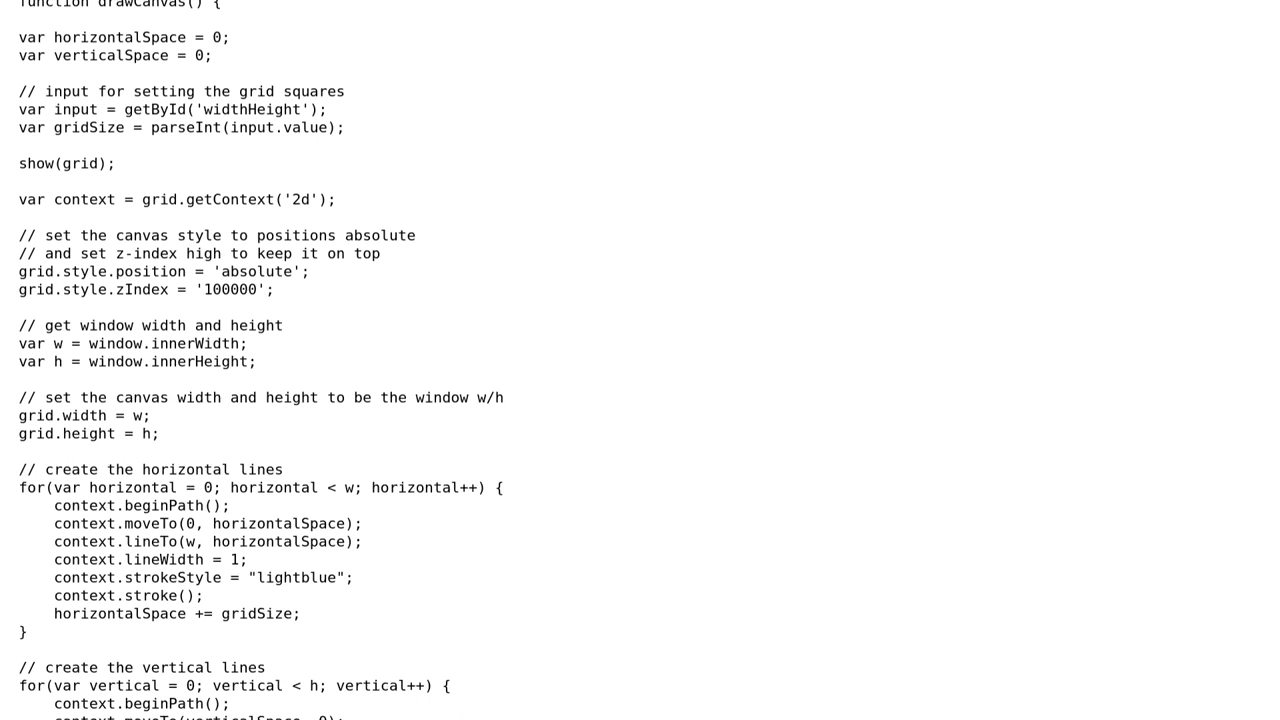 function drawCanvas() {
var horizontalSpace = 0;
var verticalSpace = 0;
// input for setting the grid squares
var input = getById('widthHeight');
var gridSize = parseInt(input.value);
show(grid);
var context = grid.getContext('2d');
// set the canvas style to positions absolute
// and set z-index high to keep it on top
grid.style.position = 'absolute';
grid.style.zIndex = '100000';
// get window width and height
var w = window.innerWidth;
var h = window.innerHeight;
// set the canvas width and height to be the window w/h
grid.width = w;
grid.height = h;
// create the horizontal lines
for(var horizontal = 0; horizontal < w; horizontal++) {
    context.beginPath();
    context.moveTo(0, horizontalSpace);
    context.lineTo(w, horizontalSpace);
    context.lineWidth = 1;
    context.strokeStyle = "lightblue";
    context.stroke();
    horizontalSpace += gridSize;
}
// create the vertical lines
for(var vertical = 0; vertical < h; vertical++) {
    context.beginPath();
    context.moveTo(verticalSpace, 0);